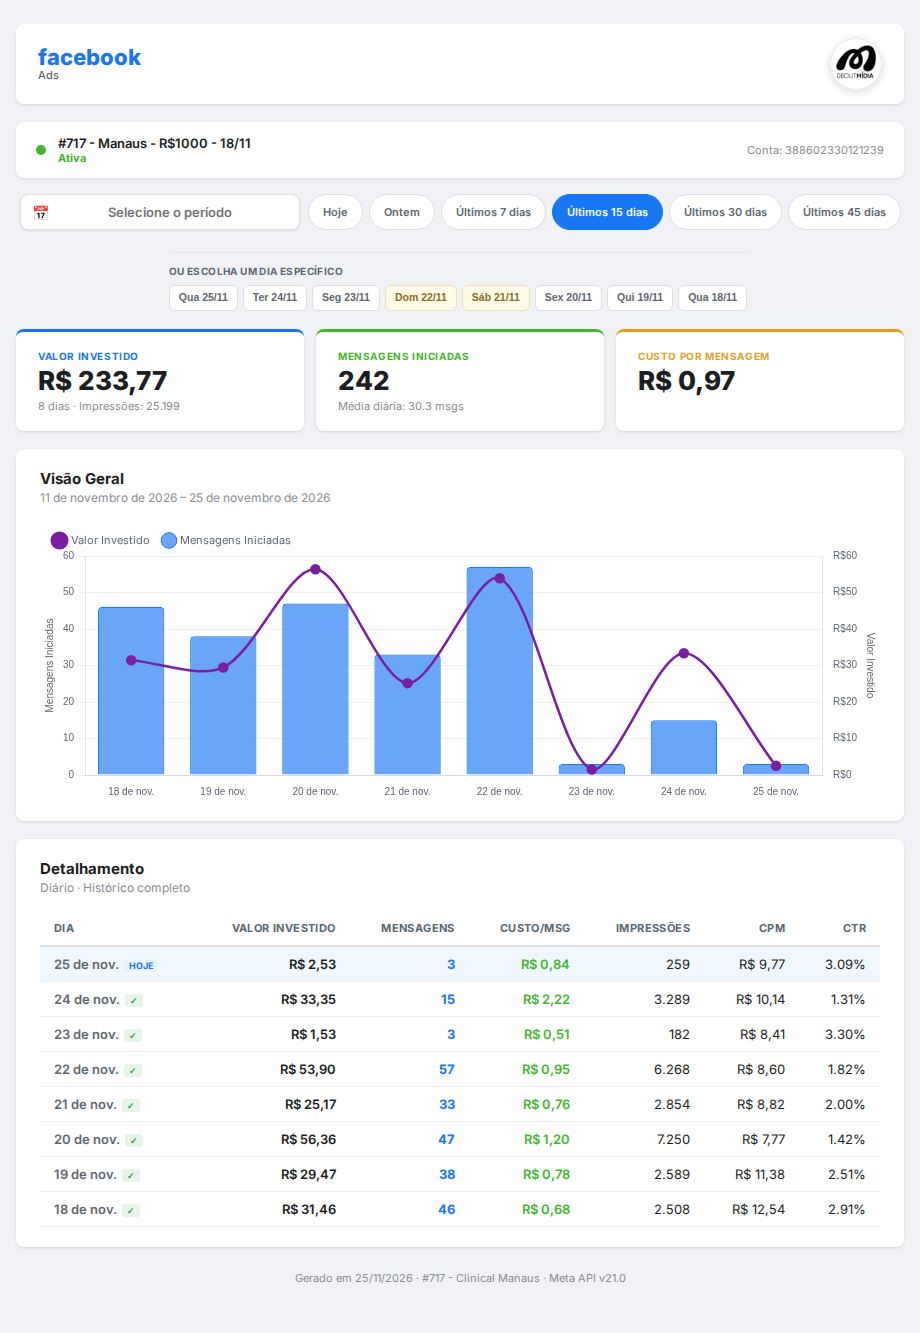 facebook
Ads
DBOUTMÍDIA
#717 - Manaus - R$1000 - 18/11
Ativa
Conta: 388602330121239
Selecione o período
Hoje
Ontem
Últimos 7 dias
Últimos 15 dias
Últimos 30 dias
Últimos 45 dias
OU ESCOLHA UM DIA ESPECÍFICO
Qua 25/11
Ter 24/11
Seg 23/11
Dom 22/11
Sáb 21/11
Sex 20/11
Qui 19/11
Qua 18/11
VALOR INVESTIDO
R$ 233,77
8 dias · Impressões: 25.199
MENSAGENS INICIADAS
242
Média diária: 30.3 msgs
CUSTO POR MENSAGEM
R$ 0,97
Visão Geral
11 de novembro de 2026 – 25 de novembro de 2026
Valor Investido
Mensagens Iniciadas
60
50
40
30
20
10
0
Mensagens Iniciadas
R$60
R$50
R$40
R$30
R$20
R$10
R$0
Valor Investido
18 de nov.
19 de nov.
20 de nov.
21 de nov.
22 de nov.
23 de nov.
24 de nov.
25 de nov.
Detalhamento
Diário · Histórico completo
DIA VALOR INVESTIDO MENSAGENS CUSTO/MSG IMPRESSÕES CPM CTR
25 de nov. HOJE R$ 2,53 3 R$ 0,84 259 R$ 9,77 3.09%
24 de nov. ✓ R$ 33,35 15 R$ 2,22 3.289 R$ 10,14 1.31%
23 de nov. ✓ R$ 1,53 3 R$ 0,51 182 R$ 8,41 3.30%
22 de nov. ✓ R$ 53,90 57 R$ 0,95 6.268 R$ 8,60 1.82%
21 de nov. ✓ R$ 25,17 33 R$ 0,76 2.854 R$ 8,82 2.00%
20 de nov. ✓ R$ 56,36 47 R$ 1,20 7.250 R$ 7,77 1.42%
19 de nov. ✓ R$ 29,47 38 R$ 0,78 2.589 R$ 11,38 2.51%
18 de nov. ✓ R$ 31,46 46 R$ 0,68 2.508 R$ 12,54 2.91%
Gerado em 25/11/2026 · #717 - Clinical Manaus · Meta API v21.0